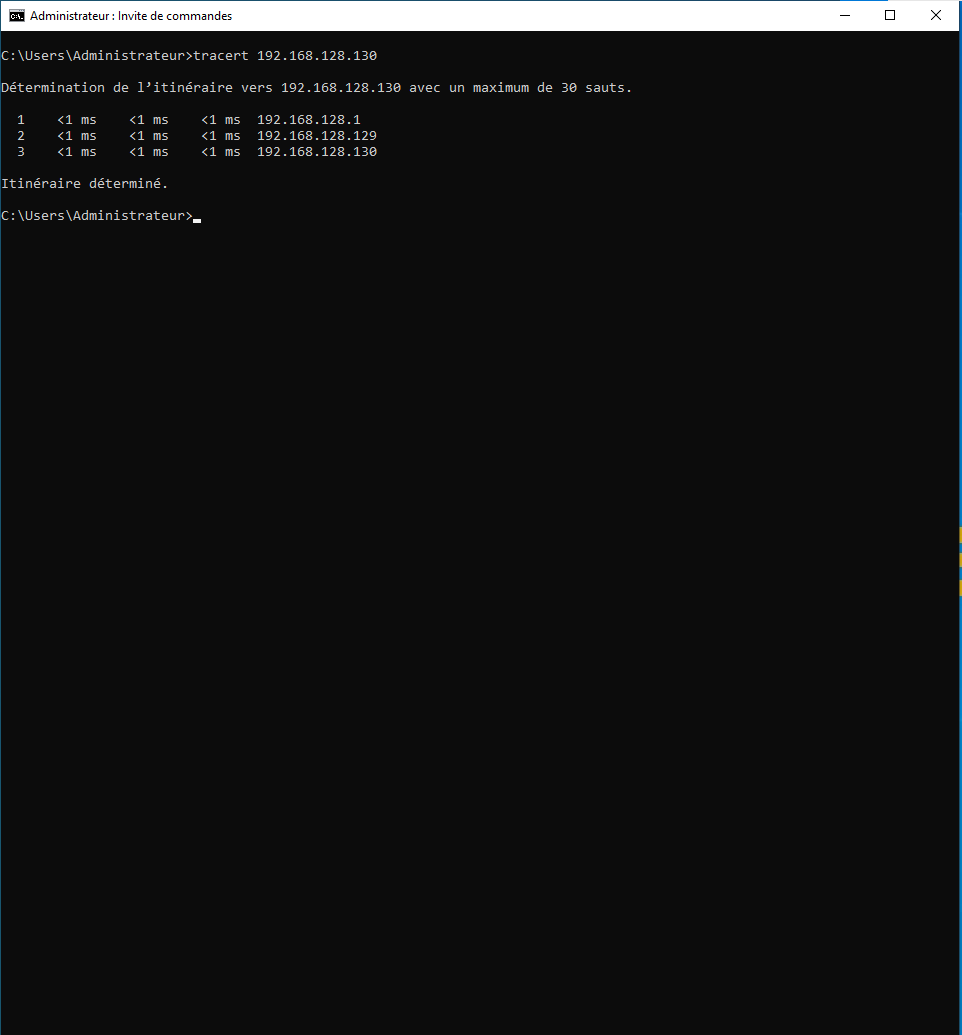 Administrateur : Invite de commandes
C:\Users\Administrateur>tracert 192.168.128.130
Détermination de l’itinéraire vers 192.168.128.130 avec un maximum de 30 sauts.
  1    <1 ms    <1 ms    <1 ms  192.168.128.1
  2    <1 ms    <1 ms    <1 ms  192.168.128.129
  3    <1 ms    <1 ms    <1 ms  192.168.128.130
Itinéraire déterminé.
C:\Users\Administrateur>